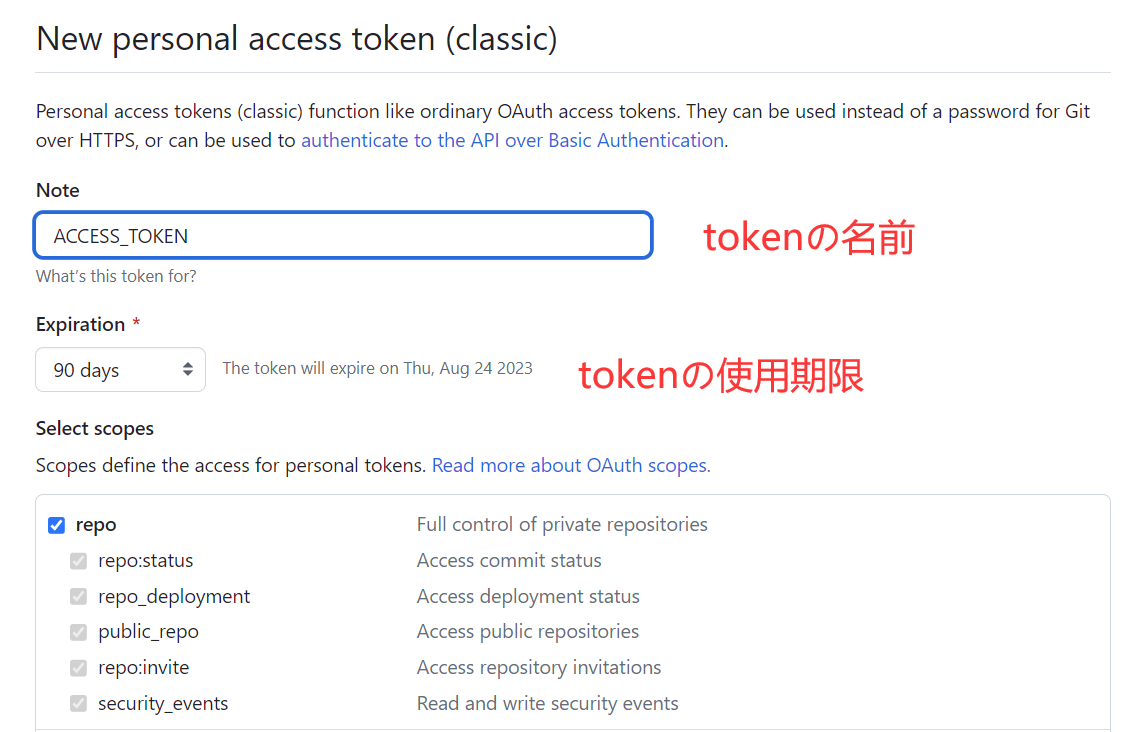 New personal access token (classic)
Personal access tokens (classic) function like ordinary OAuth access tokens. They can be used instead of a password for Git
over HTTPS, or can be used to authenticate to the API over Basic Authentication.
Note
ACCESS_TOKEN
tokenの名前
What's this token for?
Expiration *
90 days
The token will expire on Thu, Aug 24 2023
tokenの使用期限
Select scopes
Scopes define the access for personal tokens. Read more about OAuth scopes.
repo Full control of private repositories
repo:status Access commit status
repo_deployment Access deployment status
public_repo Access public repositories
repo:invite Access repository invitations
security_events Read and write security events